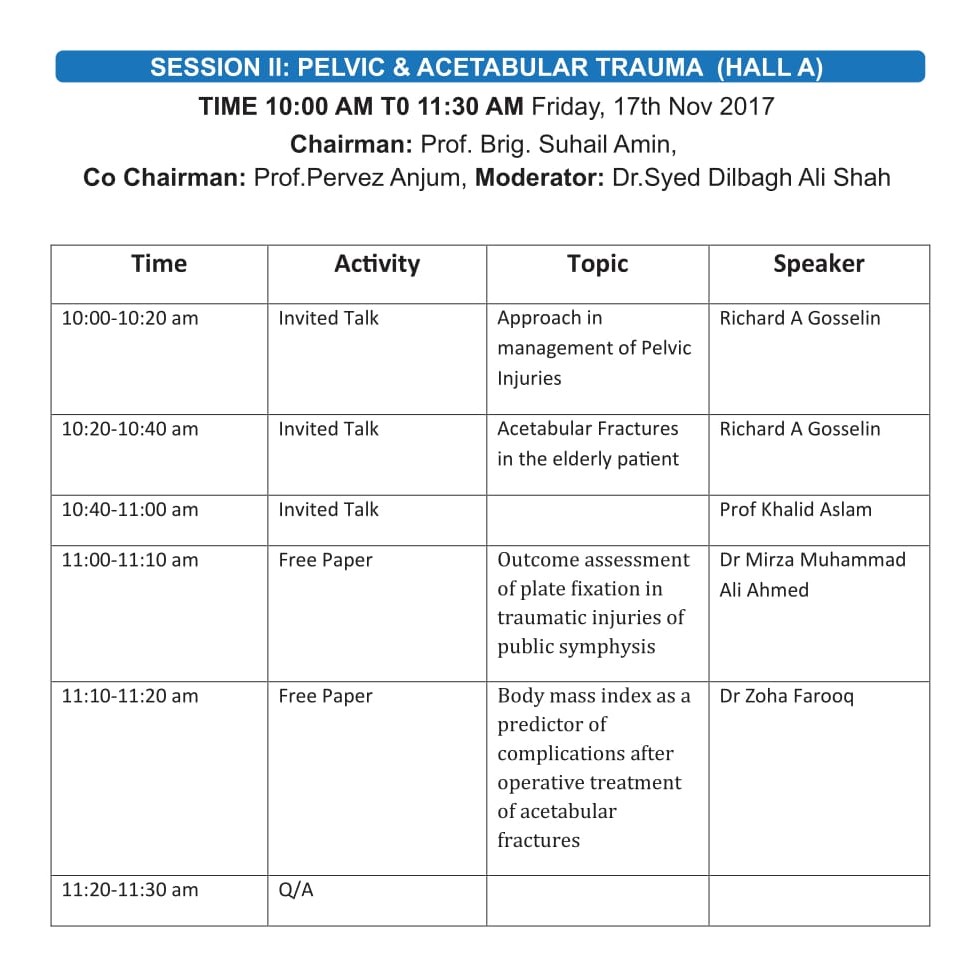 SESSION II: PELVIC & ACETABULAR TRAUMA (HALL A)
TIME 10:00 AM T0 11:30 AM Friday, 17th Nov 2017
Chairman: Prof. Brig. Suhail Amin,
Co Chairman: Prof.Pervez Anjum, Moderator: Dr.Syed Dilbagh Ali Shah
Time Activity Topic Speaker
10:00-10:20 am Invited Talk Approach in Richard A Gosselin
management of Pelvic
Injuries
10:20-10:40 am Invited Talk Acetabular Fractures Richard A Gosselin
in the elderly patient
10:40-11:00 am Invited Talk Prof Khalid Aslam
11:00-11:10 am Free Paper Outcome assessment Dr Mirza Muhammad
of plate fixation in Ali Ahmed
traumatic injuries of
public symphysis
11:10-11:20 am Free Paper Body mass index as a Dr Zoha Farooq
predictor of
complications after
operative treatment
of acetabular
fractures
11:20-11:30 am Q/A